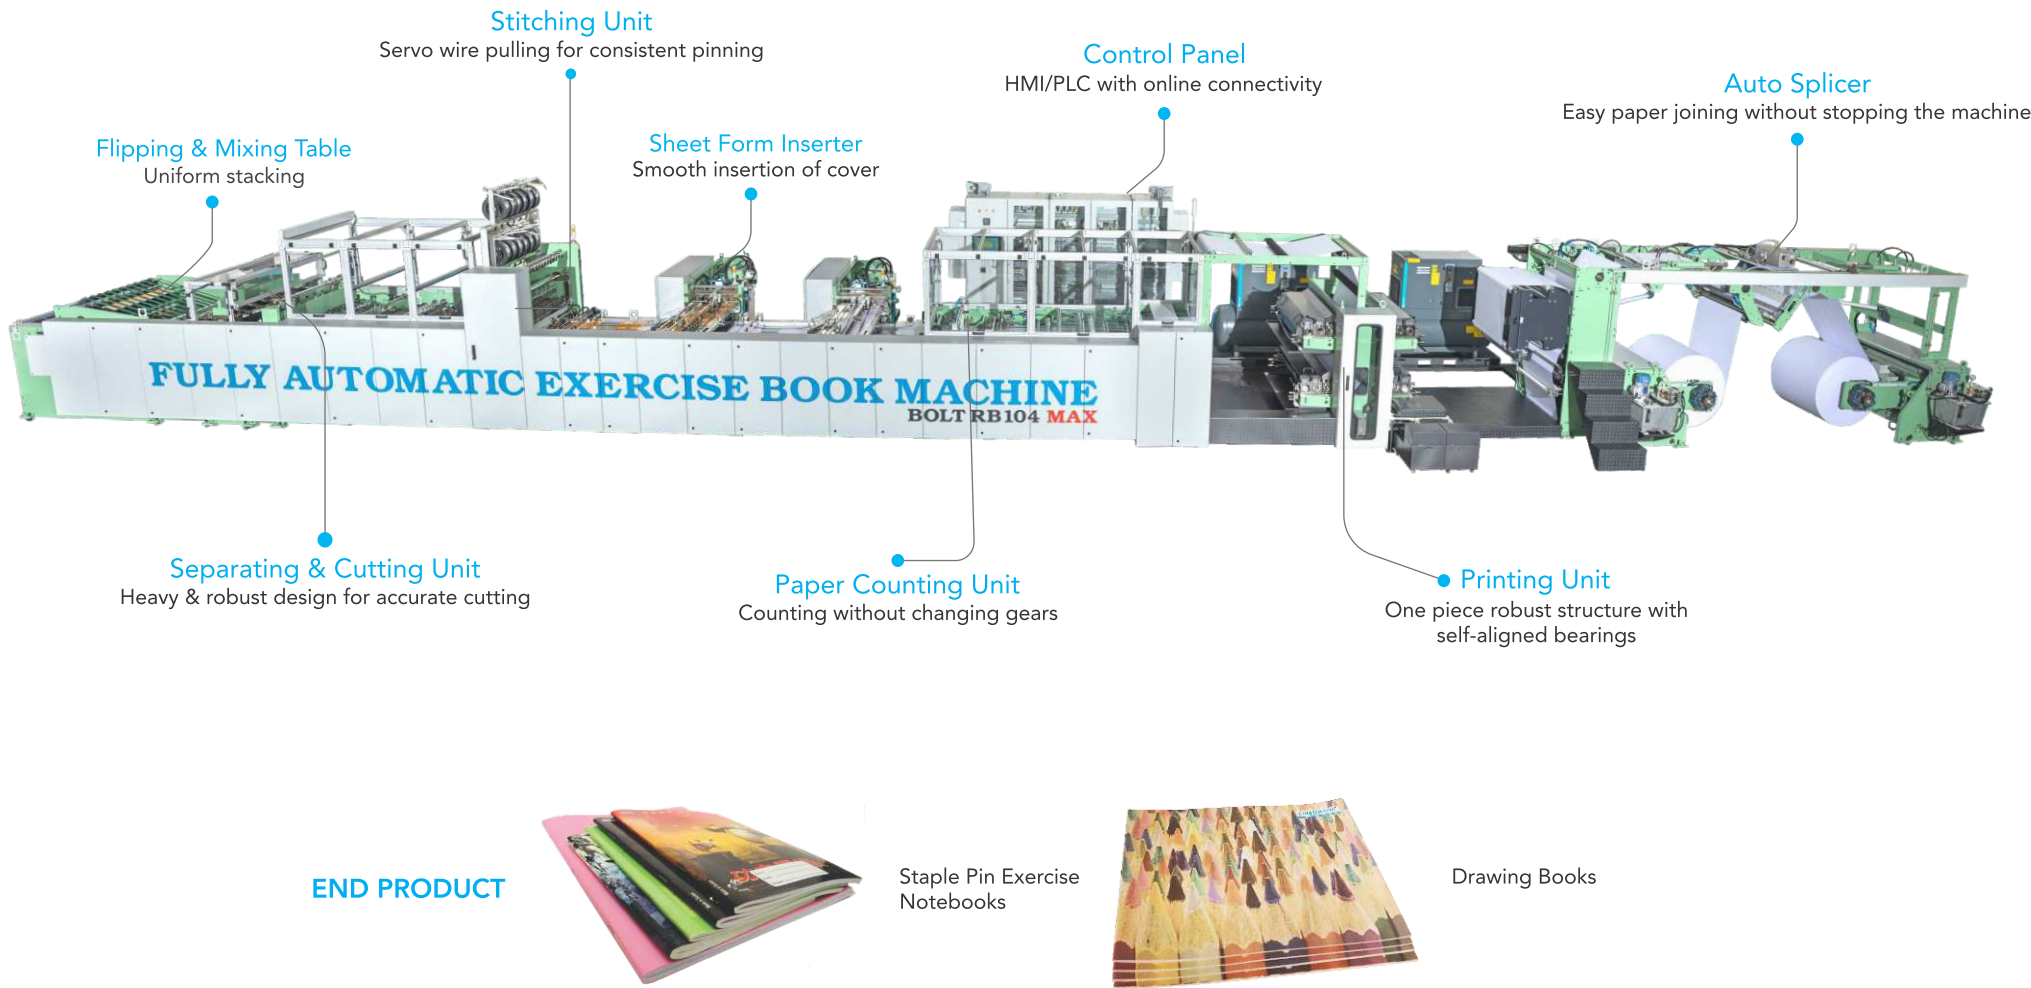 Stitching Unit
Servo wire pulling for consistent pinning
Control Panel
HMI/PLC with online connectivity
Auto Splicer
Easy paper joining without stopping the machine
Flipping & Mixing Table
Uniform stacking
Sheet Form Inserter
Smooth insertion of cover
FULLY AUTOMATIC EXERCISE BOOK MACHINE
BOLT RB104 MAX
Separating & Cutting Unit
Heavy & robust design for accurate cutting
Paper Counting Unit
Counting without changing gears
Printing Unit
One piece robust structure with
self-aligned bearings
END PRODUCT
Staple Pin Exercise
Notebooks
Drawing Books